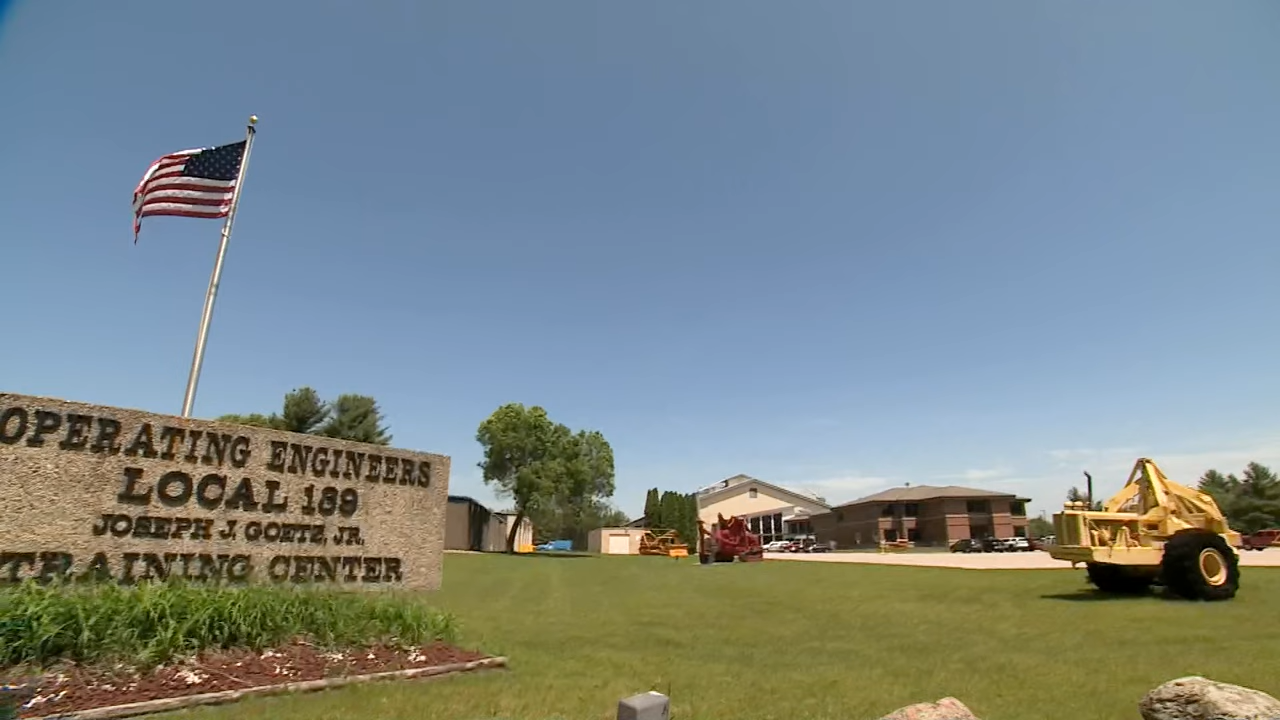 OPERATING ENGINEERS
LOCAL 139
JOSEPH J. GOETZ, JR.
TRAINING CENTER